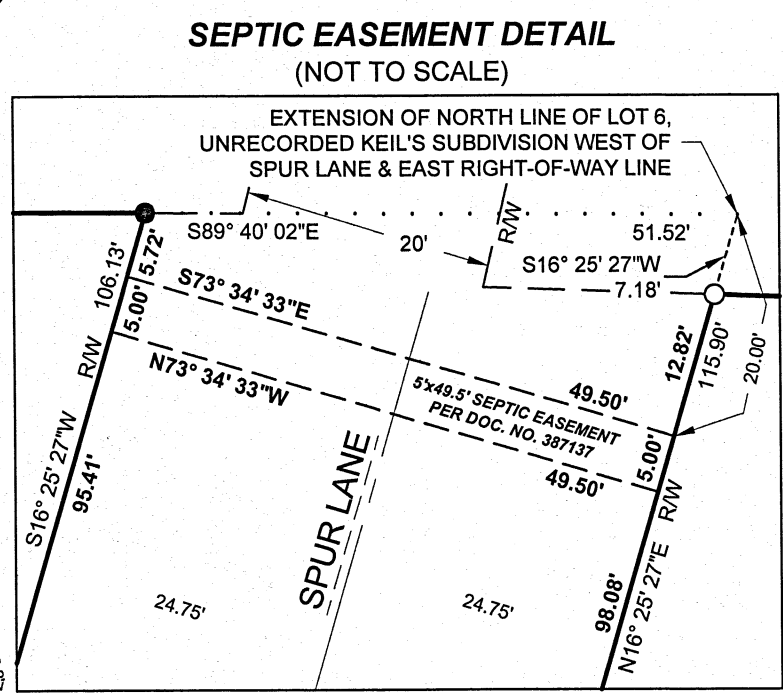 SEPTIC EASEMENT DETAIL
(NOT TO SCALE)
EXTENSION OF NORTH LINE OF LOT 6,
UNRECORDED KEIL'S SUBDIVISION WEST OF
SPUR LANE & EAST RIGHT-OF-WAY LINE
S89° 40' 02"E
20'
R/W
51.52'
S16° 25' 27"W
7.18'
106.13'
5.72'
S73° 34' 33"E
5.00'
N73° 34' 33"W
R/W
12.82'
115.90'
20.00'
49.50'
5'x49.5' SEPTIC EASEMENT
PER DOC. NO. 387137
49.50'
5.00'
R/W
S16° 25' 27"W
95.41'
SPUR LANE
24.75'
24.75'
98.08'
N16° 25' 27"E